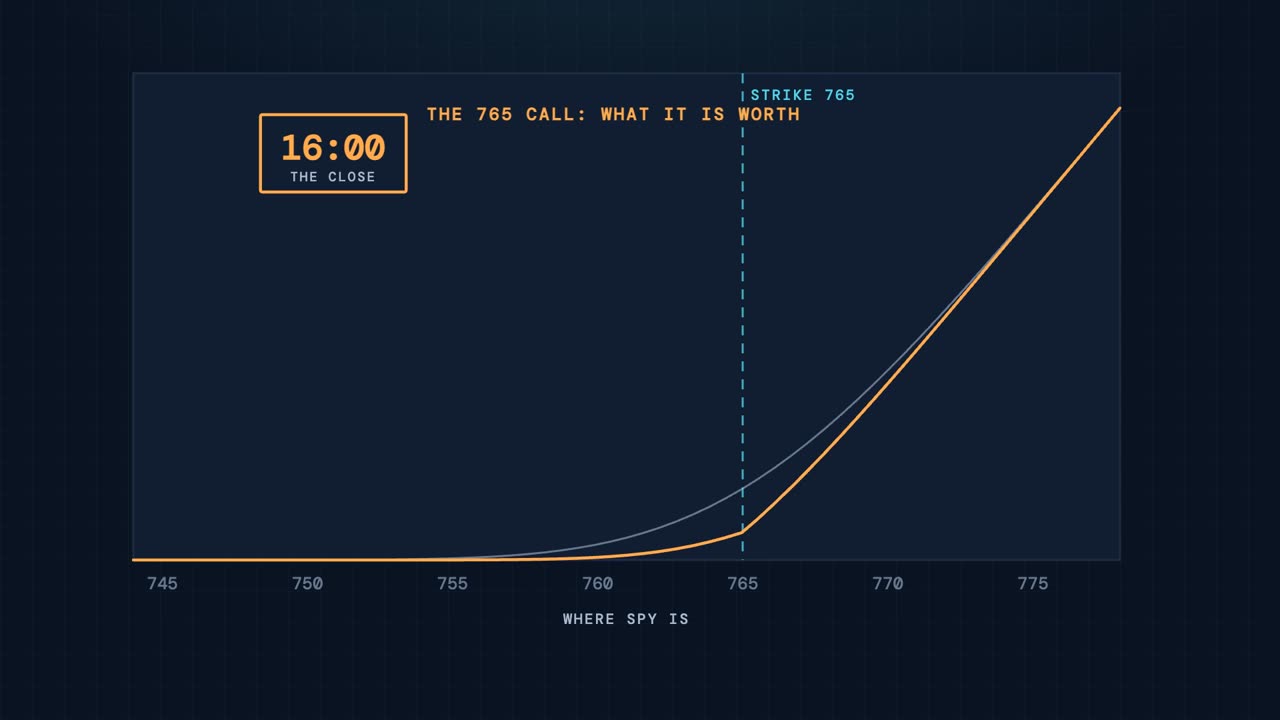 STRIKE 765
THE 765 CALL: WHAT IT IS WORTH
16:00
THE CLOSE
745 750 755 760 765 770 775
WHERE SPY IS